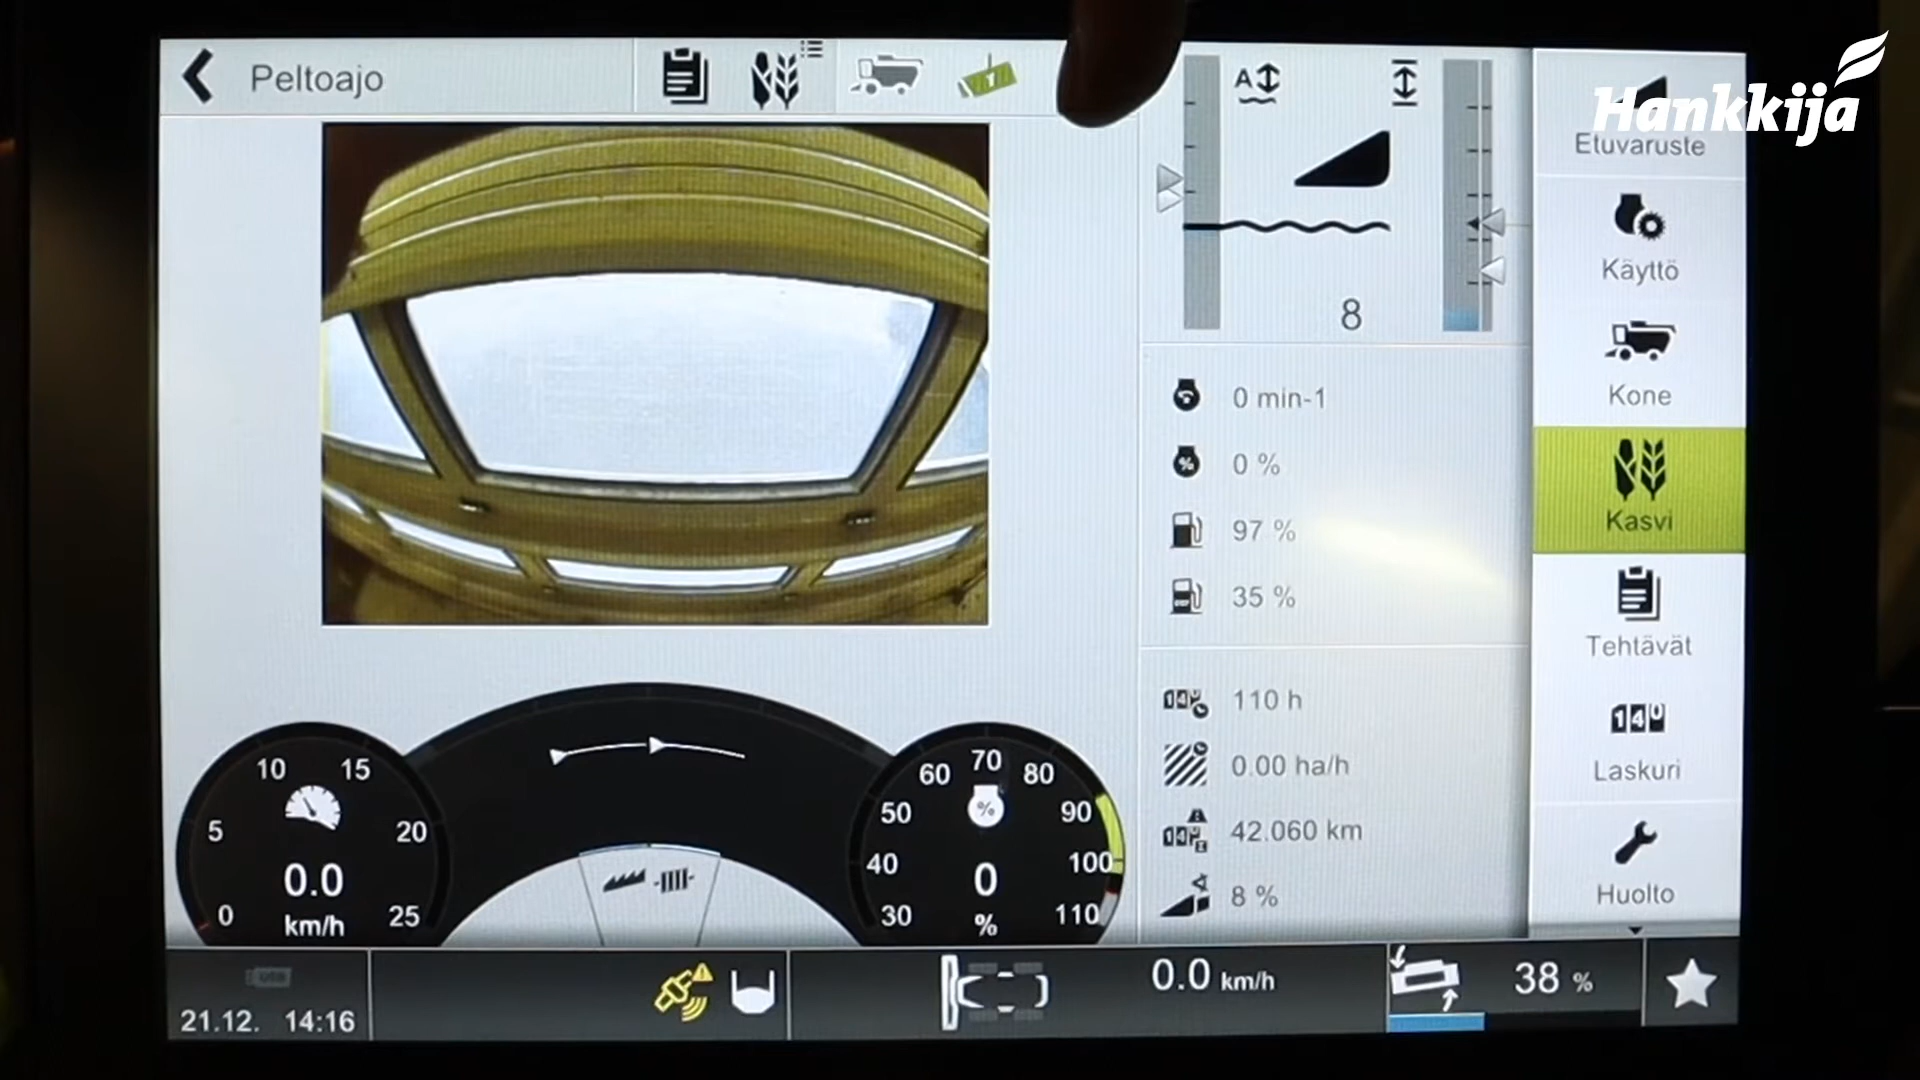 Peltoajo
1
A
Hankkija
Etuvaruste
8
Käyttö
0 min-1
Kone
0 %
97 %
Kasvi
35 %
Tehtävät
110 h
0.00 ha/h
Laskuri
42.060 km
8 %
Huolto
0 5 10 15 20 25
0.0
km/h
30 40 50 60 70 80 90 100 110
%
0
%
21.12. 14:16
0.0 km/h
38 %